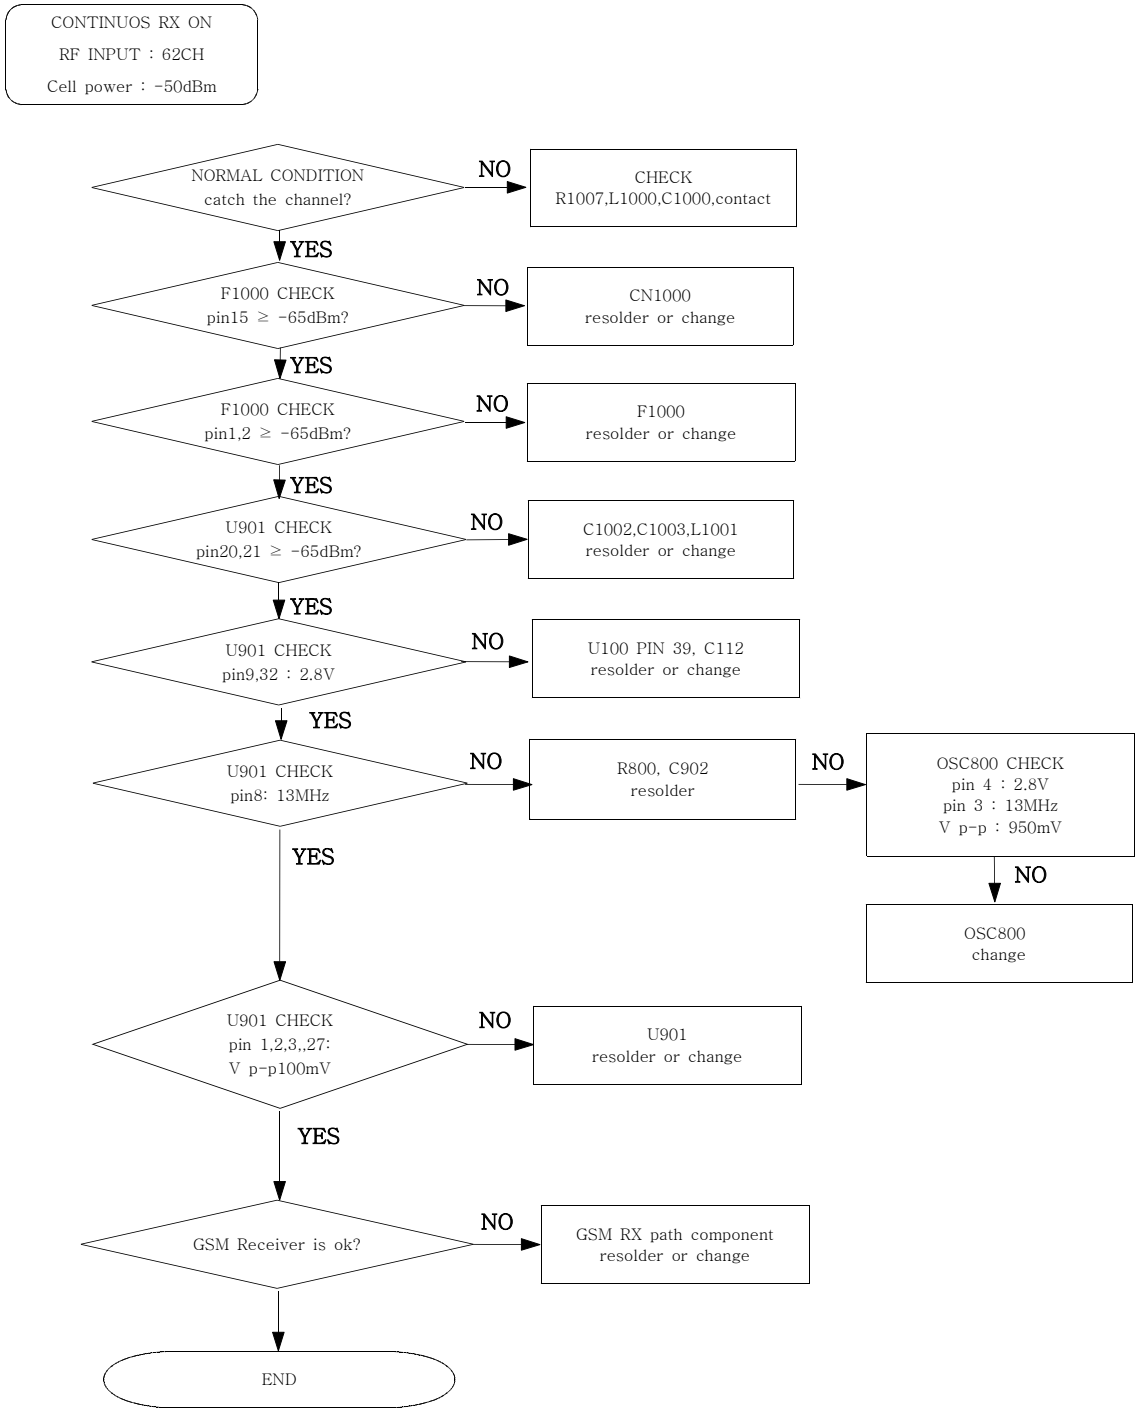 CONTINUOS RX ON
RF INPUT : 62CH
Cell power : -50dBm
NORMAL CONDITION
catch the channel?
NO
CHECK
R1007,L1000,C1000,contact
YES
F1000 CHECK
pin15 ≥ -65dBm?
NO
CN1000
resolder or change
YES
F1000 CHECK
pin1,2 ≥ -65dBm?
NO
F1000
resolder or change
YES
U901 CHECK
pin20,21 ≥ -65dBm?
NO
C1002,C1003,L1001
resolder or change
YES
U901 CHECK
pin9,32 : 2.8V
NO
U100 PIN 39, C112
resolder or change
YES
U901 CHECK
pin8: 13MHz
NO
R800, C902
resolder
NO
OSC800 CHECK
pin 4 : 2.8V
pin 3 : 13MHz
V p-p : 950mV
YES
NO
OSC800
change
U901 CHECK
pin 1,2,3,,27:
V p-p100mV
NO
U901
resolder or change
YES
GSM Receiver is ok?
NO
GSM RX path component
resolder or change
END